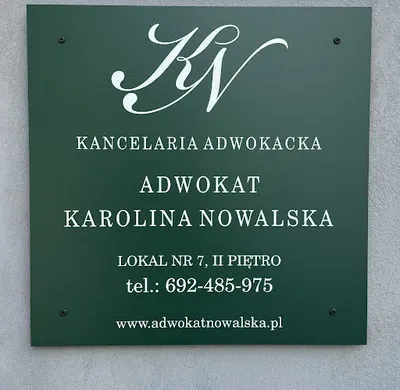 KN
KANCELARIA ADWOKACKA
ADWOKAT
KAROLINA NOWALSKA
LOKAL NR 7, II PIĘTRO
tel.: 692-485-975
www.adwokatnowalska.pl